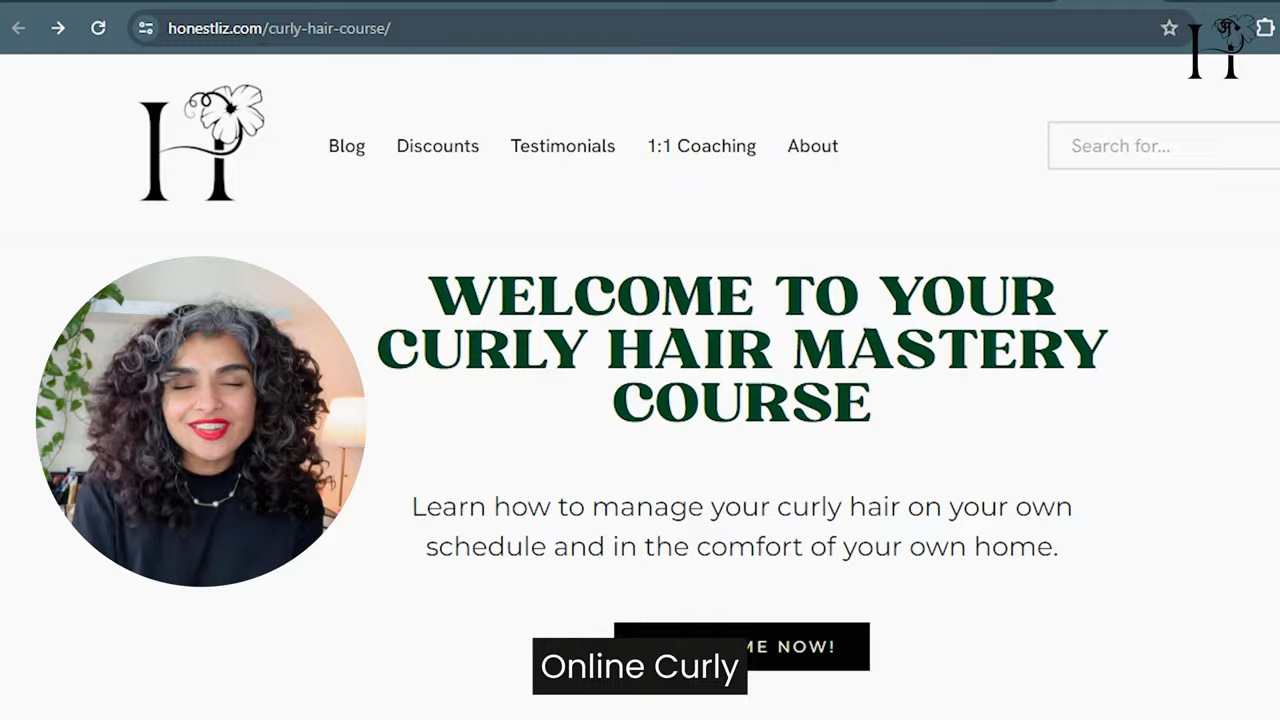 honestliz.com/curly-hair-course/
H
H
Blog Discounts Testimonials 1:1 Coaching About
Search for...
WELCOME TO YOUR
CURLY HAIR MASTERY
COURSE
Learn how to manage your curly hair on your own
schedule and in the comfort of your own home.
ME NOW!
Online Curly